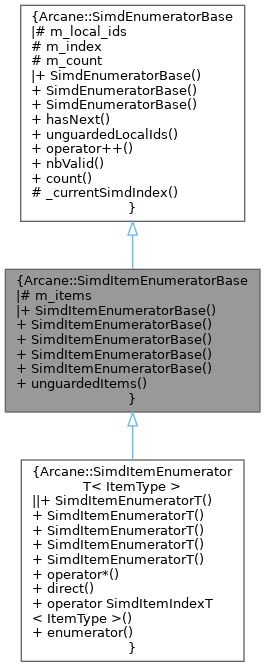 {Arcane::SimdEnumeratorBase
|# m_local_ids
# m_index
# m_count
|+ SimdEnumeratorBase()
+ SimdEnumeratorBase()
+ SimdEnumeratorBase()
+ hasNext()
+ unguardedLocalIds()
+ operator++()
+ nbValid()
+ count()
# _currentSimdIndex()
}
{Arcane::SimdItemEnumeratorBase
|# m_items
|+ SimdItemEnumeratorBase()
+ SimdItemEnumeratorBase()
+ SimdItemEnumeratorBase()
+ SimdItemEnumeratorBase()
+ SimdItemEnumeratorBase()
+ unguardedItems()
}
{Arcane::SimdItemEnumerator
T< ItemType >
||+ SimdItemEnumeratorT()
+ SimdItemEnumeratorT()
+ SimdItemEnumeratorT()
+ SimdItemEnumeratorT()
+ SimdItemEnumeratorT()
+ operator*()
+ direct()
+ operator SimdItemIndexT
< ItemType >()
+ enumerator()
}